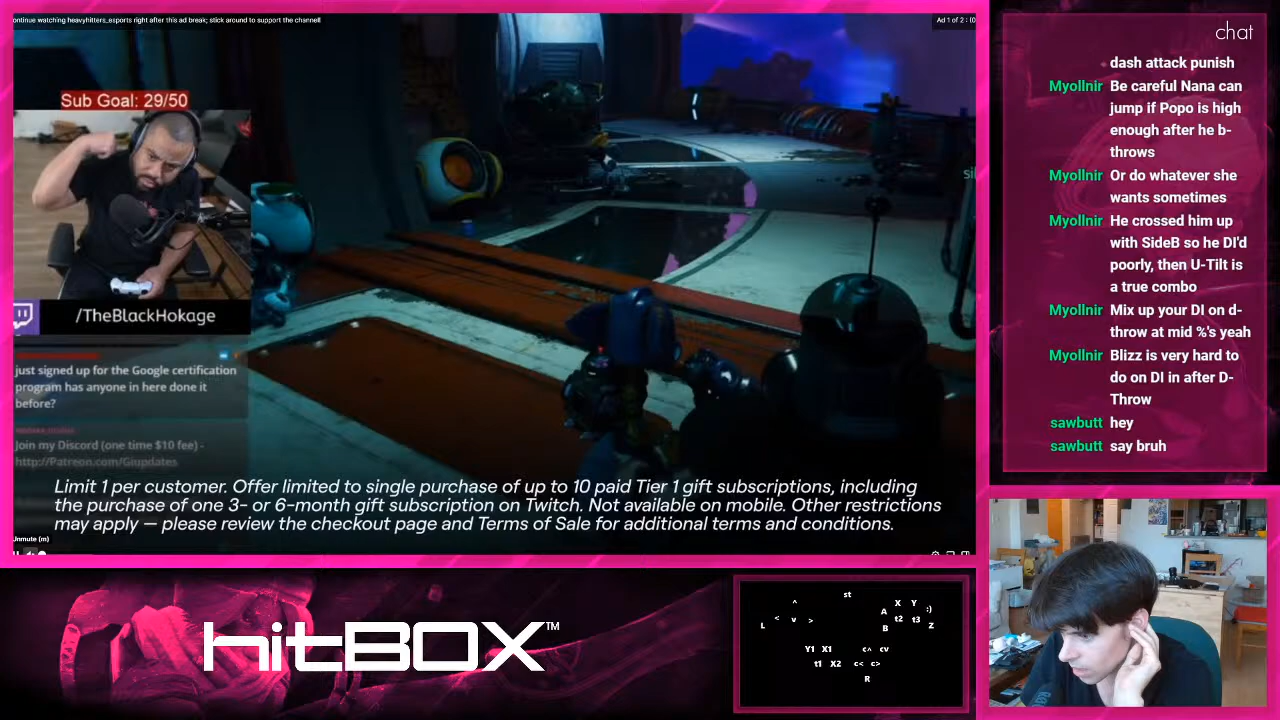 ontinue watching heavyhitters_esports right after this ad break; stick around to support the channel!
Ad 1 of 2 : (0
Sub Goal: 29/50
/TheBlackHokage
just signed up for the Google certification
program has anyone in here done it
before?
Join my Discord (one time $10 fee) -
http://Patreon.com/Giupdates
Limit 1 per customer. Offer limited to single purchase of up to 10 paid Tier 1 gift subscriptions, including
the purchase of one 3- or 6-month gift subscription on Twitch. Not available on mobile. Other restrictions
may apply — please review the checkout page and Terms of Sale for additional terms and conditions.
Unmute (m)
chat
dash attack punish
Myollnir Be careful Nana can
jump if Popo is high
enough after he b-
throws
Myollnir Or do whatever she
wants sometimes
Myollnir He crossed him up
with SideB so he DI'd
poorly, then U-Tilt is
a true combo
Myollnir Mix up your DI on d-
throw at mid %'s yeah
Myollnir Blizz is very hard to
do on DI in after D-
Throw
sawbutt hey
sawbutt say bruh
hitBOX™
st
^ X Y :)
L < v > A t2 t3 B Z
Y1 X1 c^ cv
t1 X2 c< c>
R